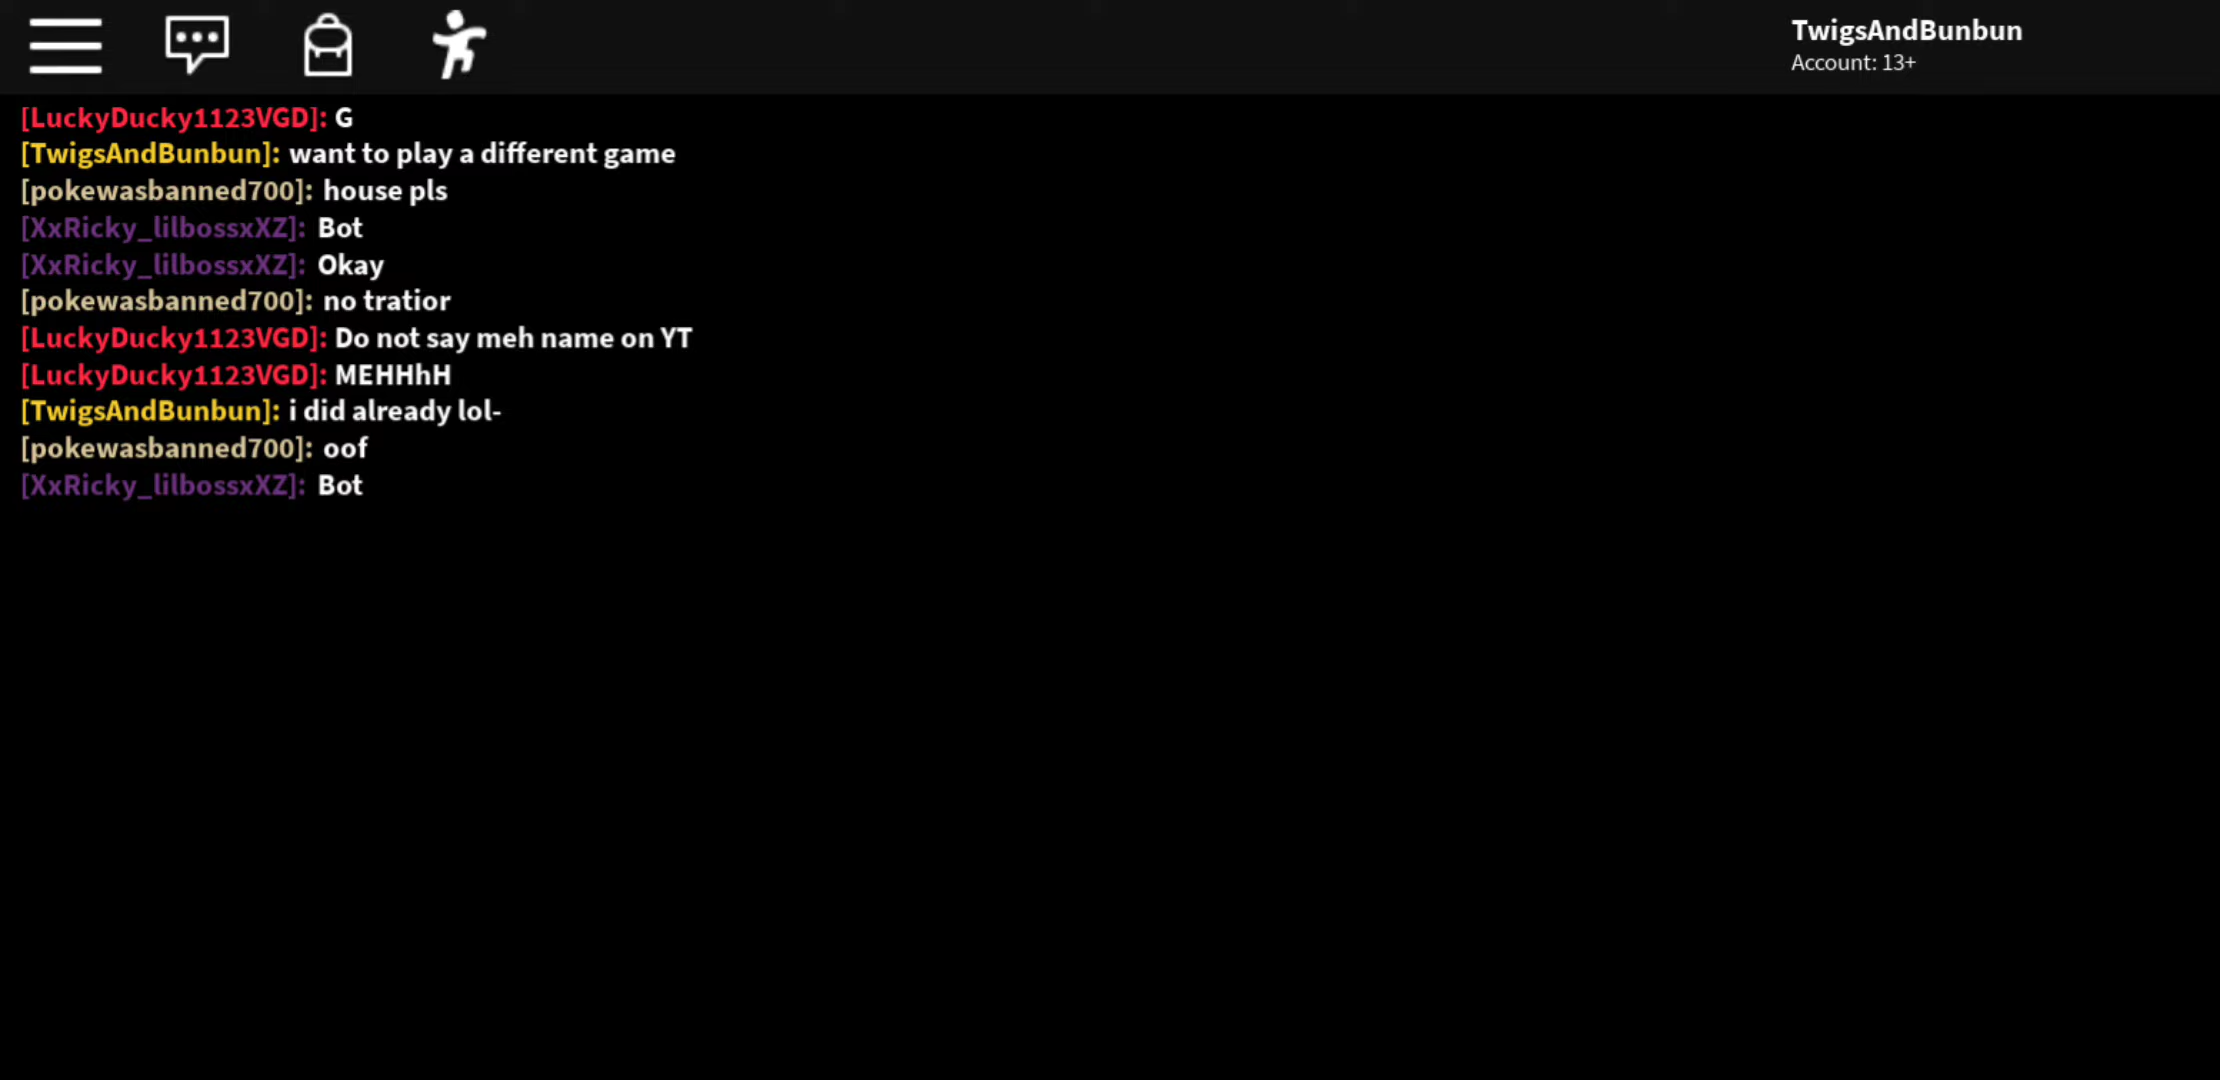 TwigsAndBunbun
Account: 13+
[LuckyDucky1123VGD]: G
[TwigsAndBunbun]: want to play a different game
[pokewasbanned700]: house pls
[XxRicky_lilbossxXZ]: Bot
[XxRicky_lilbossxXZ]: Okay
[pokewasbanned700]: no tratior
[LuckyDucky1123VGD]: Do not say meh name on YT
[LuckyDucky1123VGD]: MEHHhH
[TwigsAndBunbun]: i did already lol-
[pokewasbanned700]: oof
[XxRicky_lilbossxXZ]: Bot